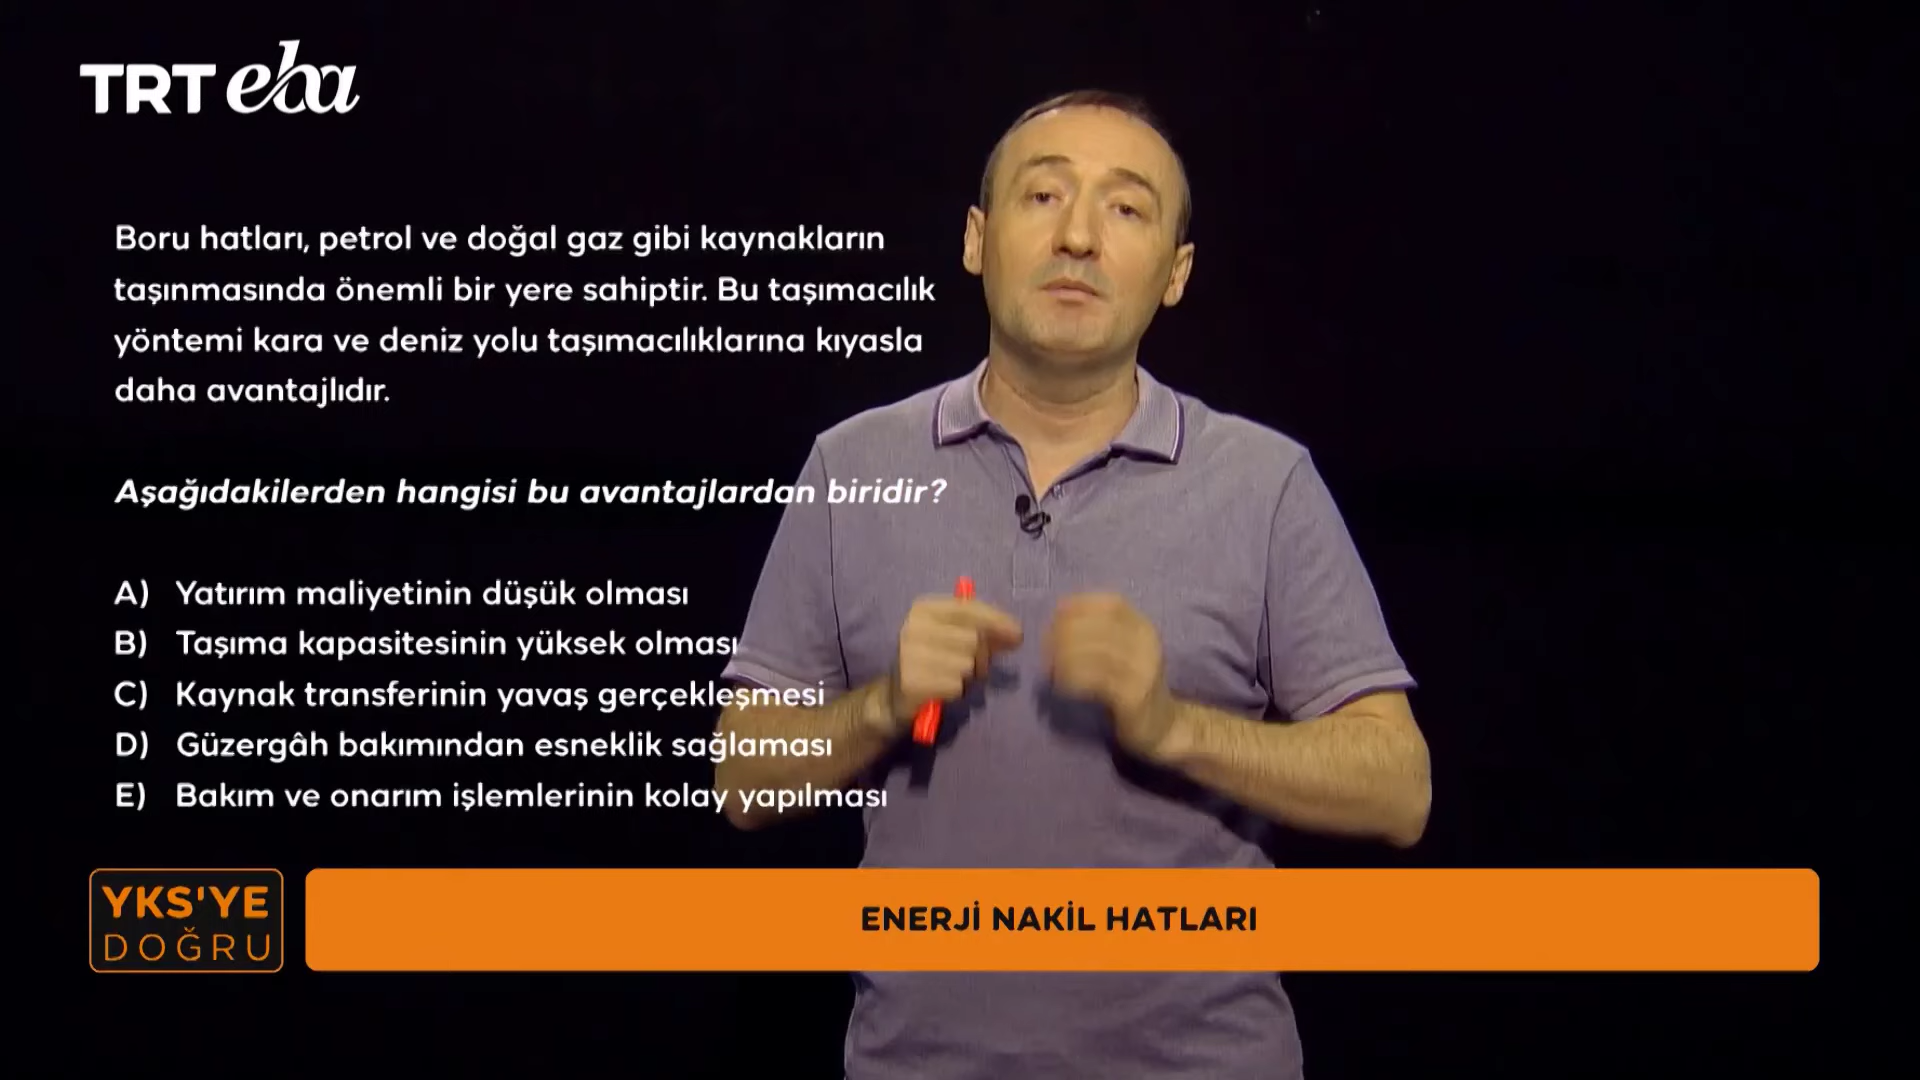 TRT eba
Boru hatları, petrol ve doğal gaz gibi kaynakların
taşınmasında önemli bir yere sahiptir. Bu taşımacılık
yöntemi kara ve deniz yolu taşımacılıklarına kıyasla
daha avantajlıdır.
Aşağıdakilerden hangisi bu avantajlardan biridir?
A) Yatırım maliyetinin düşük olması
B) Taşıma kapasitesinin yüksek olması
C) Kaynak transferinin yavaş gerçekleşmesi
D) Güzergâh bakımından esneklik sağlaması
E) Bakım ve onarım işlemlerinin kolay yapılması
YKS'YE
DOĞRU
ENERJİ NAKİL HATLARI